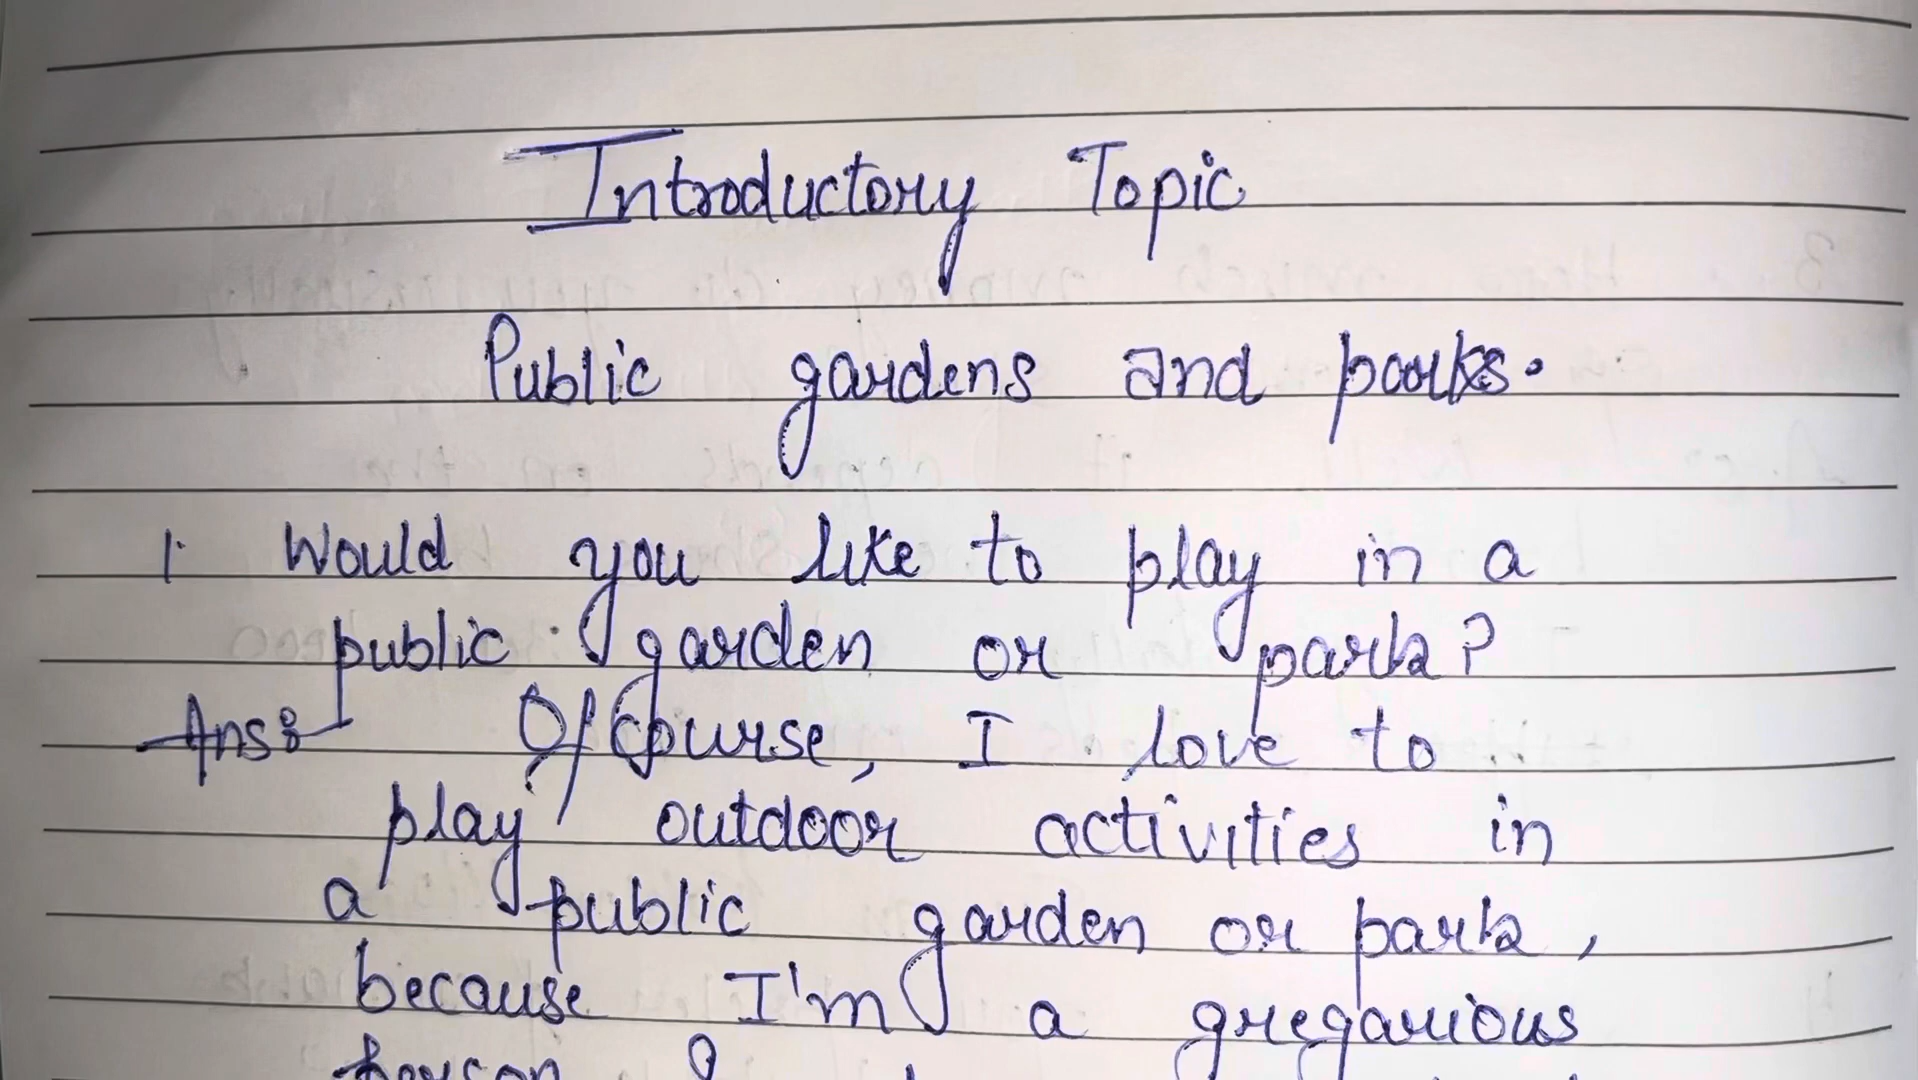 Introductory Topic
Public gardens and parks.
1. Would you like to play in a
public garden or park?
Ans: Of course, I love to
play outdoor activities in
a public garden or park,
because I'm a gregarious
person